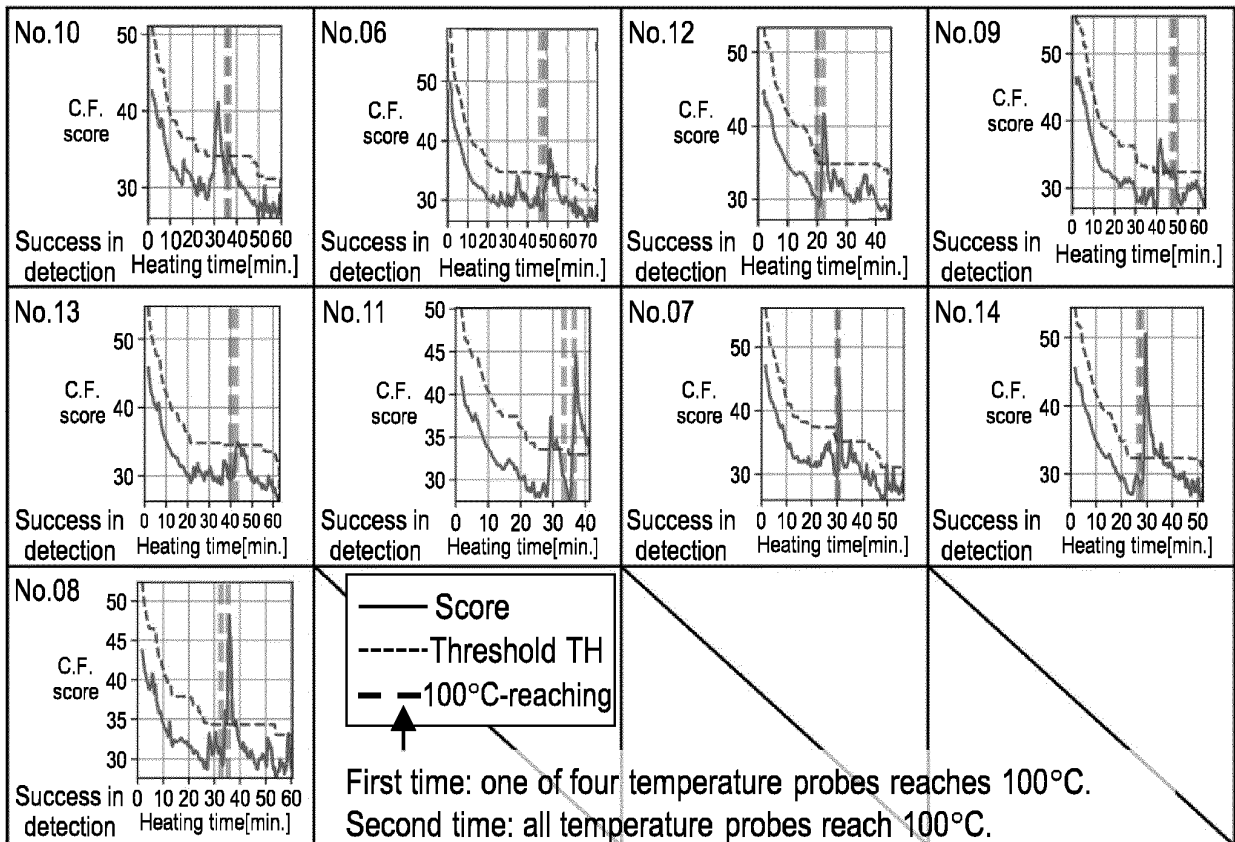 No.10
C.F.
score
50
40
30
0 10 20 30 40 50 60
Success in
detection
Heating time[min.]
No.06
C.F.
score
50
40
30
0 10 20 30 40 50 60 70
Success in
detection
Heating time[min.]
No.12
C.F.
score
50
40
30
0 10 20 30 40
Success in
detection
Heating time[min.]
No.09
C.F.
score
50
40
30
0 10 20 30 40 50 60
Success in
detection
Heating time[min.]
No.13
C.F.
score
50
40
30
0 10 20 30 40 50 60
Success in
detection
Heating time[min.]
No.11
C.F.
score
50
45
40
35
30
0 10 20 30 40
Success in
detection
Heating time[min.]
No.07
C.F.
score
50
40
30
0 10 20 30 40 50
Success in
detection
Heating time[min.]
No.14
C.F.
score
50
40
30
0 10 20 30 40 50
Success in
detection
Heating time[min.]
No.08
C.F.
score
50
45
40
35
30
0 10 20 30 40 50 60
Success in
detection
Heating time[min.]
Score
Threshold TH
100°C-reaching
First time: one of four temperature probes reaches 100°C.
Second time: all temperature probes reach 100°C.